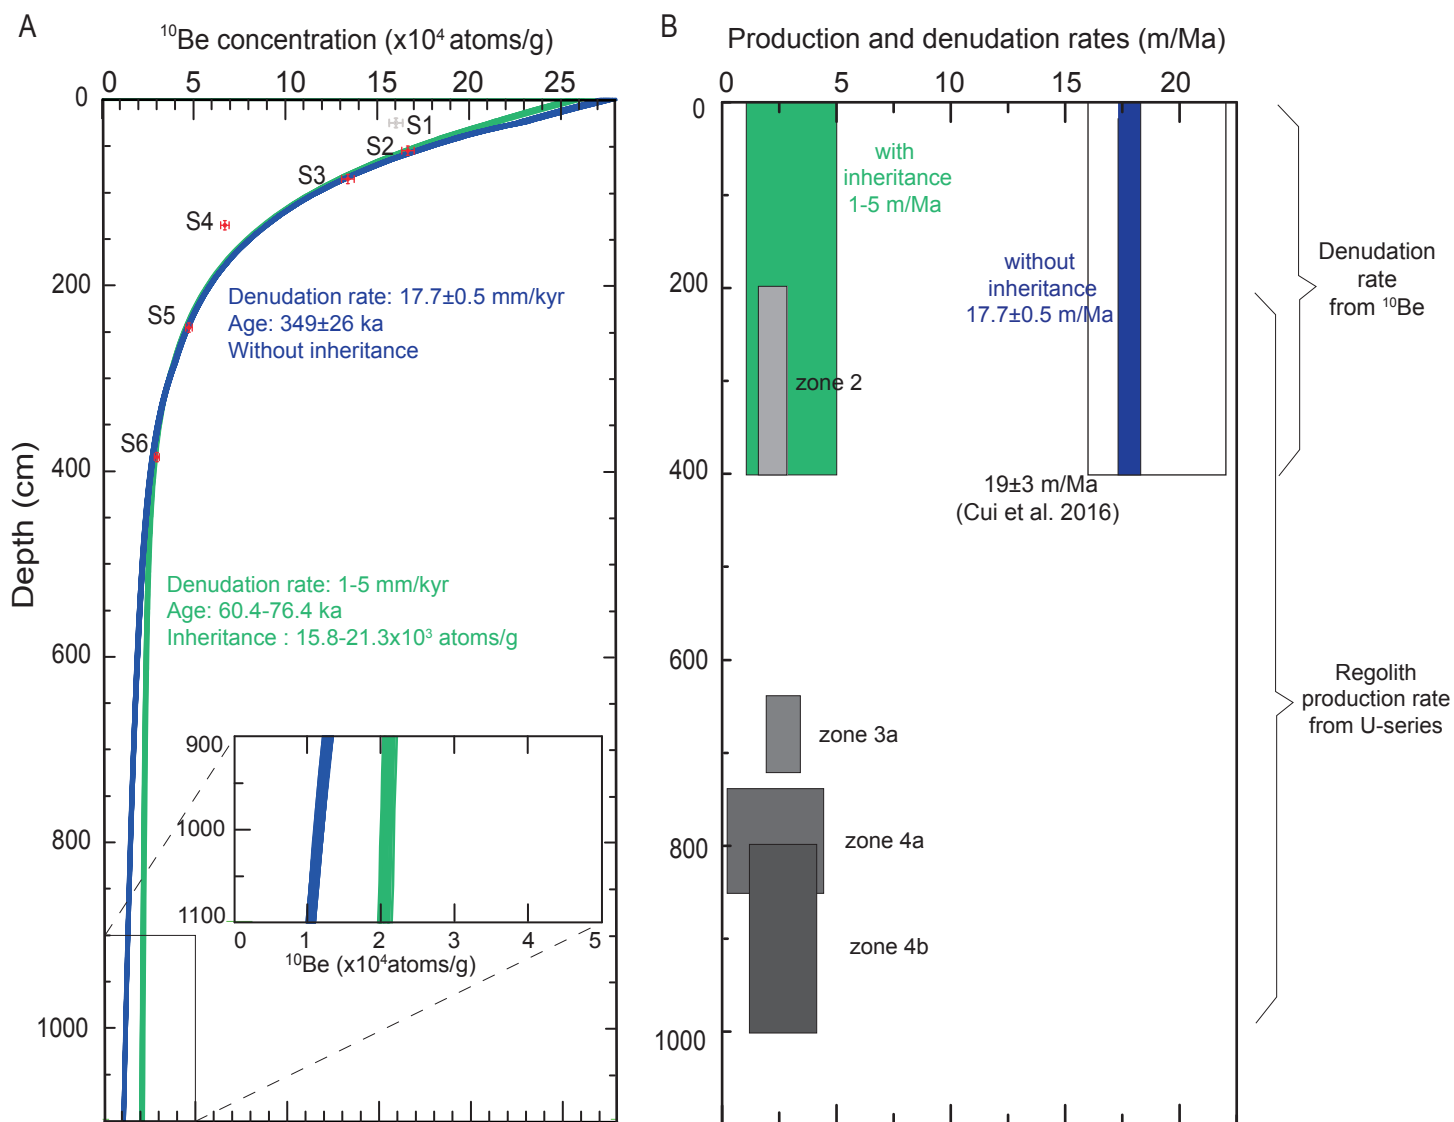 A
¹⁰Be concentration (x10⁴ atoms/g)
0 5 10 15 20 25
0
200
400
600
800
1000
Depth (cm)
S1
S2
S3
S4
S5
S6
Denudation rate: 17.7±0.5 mm/kyr
Age: 349±26 ka
Without inheritance
Denudation rate: 1-5 mm/kyr
Age: 60.4-76.4 ka
Inheritance : 15.8-21.3x10³ atoms/g
900
1000
1100
0 1 2 3 4 5
¹⁰Be (x10⁴atoms/g)
B
Production and denudation rates (m/Ma)
0 5 10 15 20
0
200
400
600
800
1000
with
inheritance
1-5 m/Ma
without
inheritance
17.7±0.5 m/Ma
zone 2
19±3 m/Ma
(Cui et al. 2016)
zone 3a
zone 4a
zone 4b
Denudation
rate
from ¹⁰Be
Regolith
production rate
from U-series